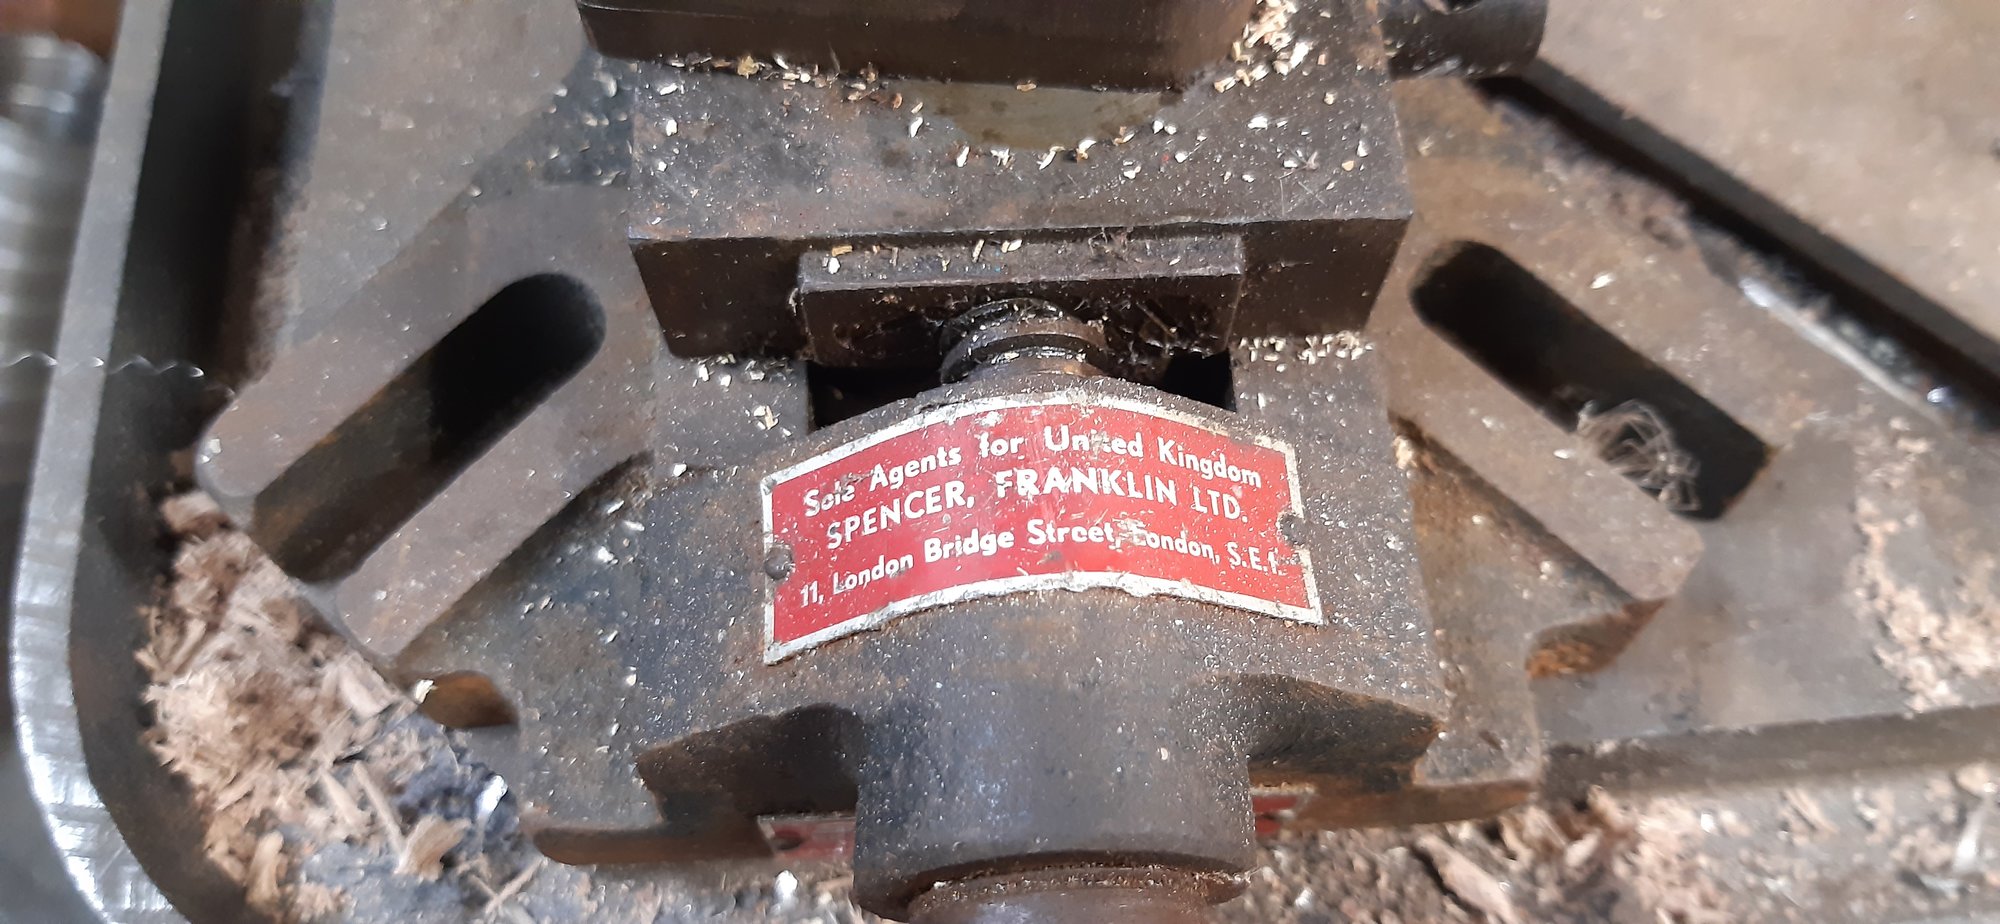 Sole Agents for United Kingdom
SPENCER, FRANKLIN LTD.
11, London Bridge Street, London, S.E.1.